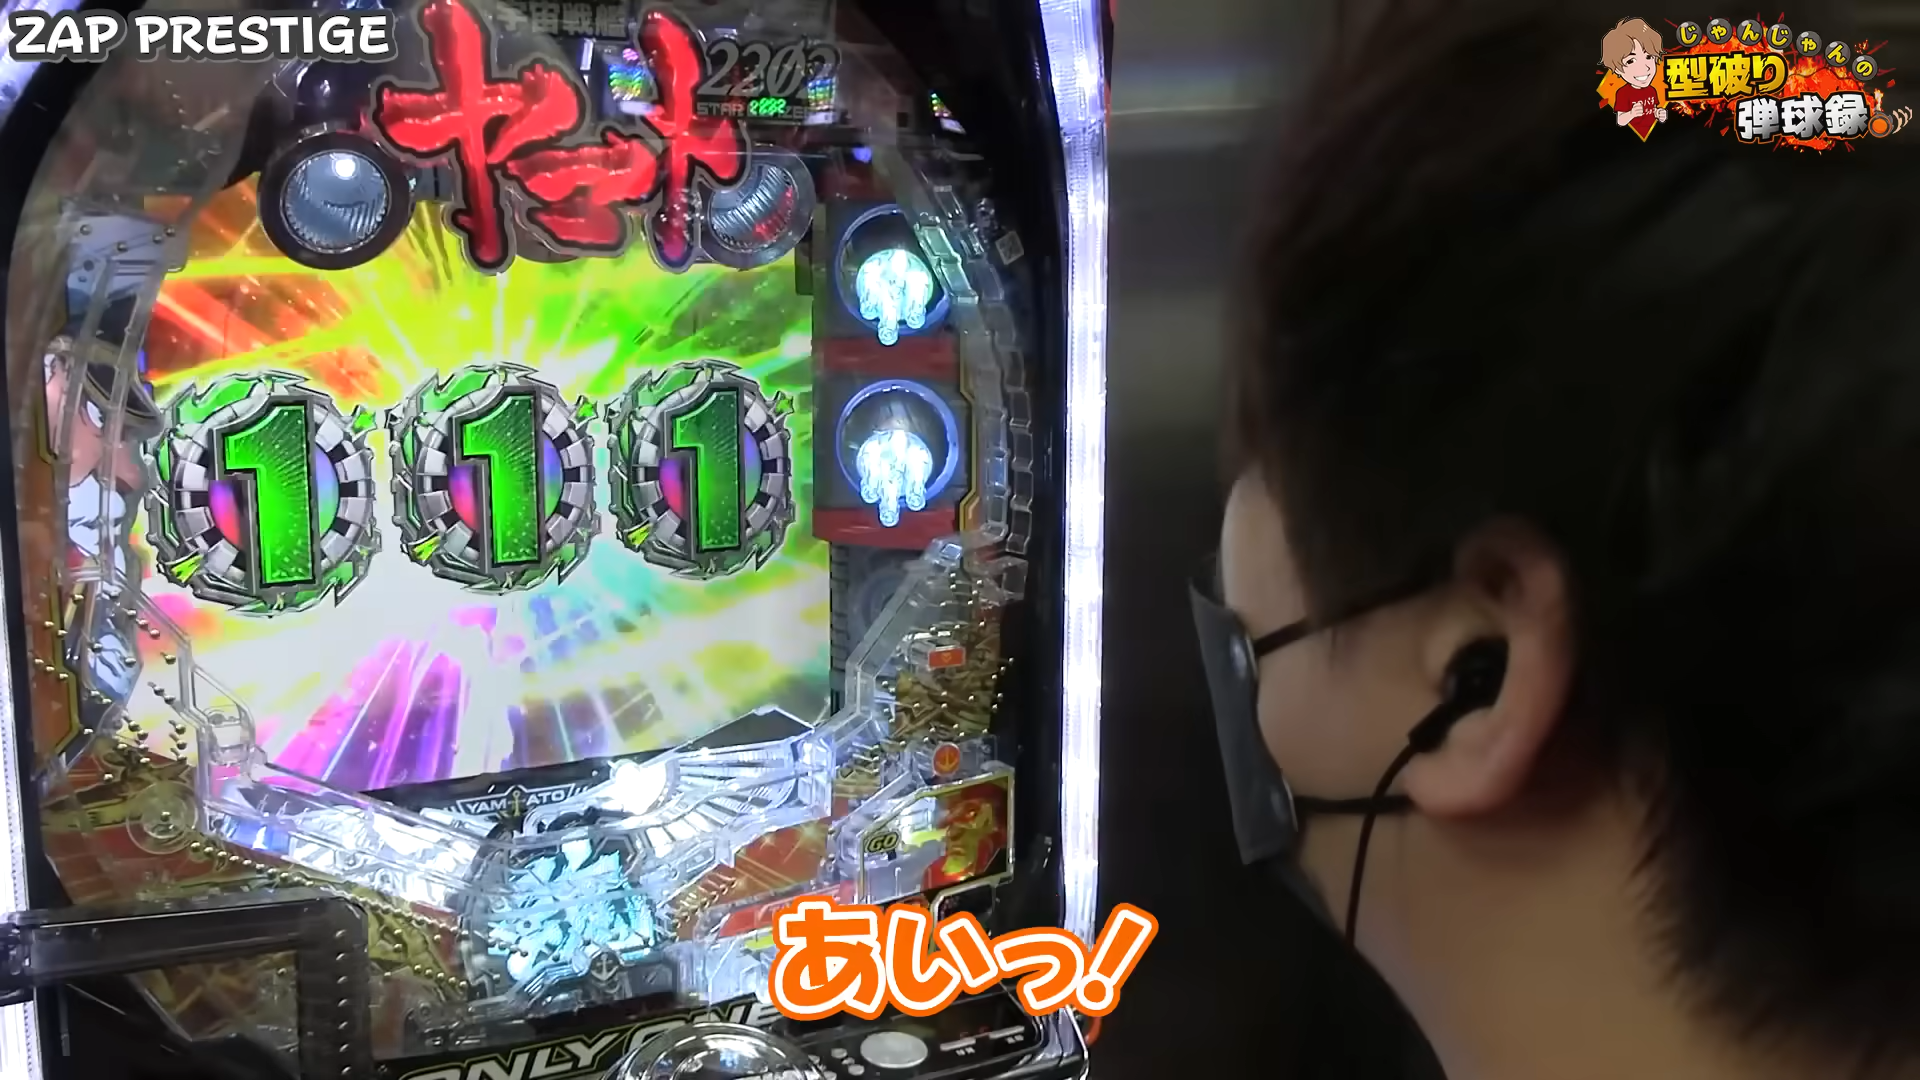 ZAP PRESTIGE
じゃんじゃんの
型破り
弾球録
宇宙戦艦
ヤマト
2202
1 1 1
YAMATO
GO
あいっ!
ONLY ONE